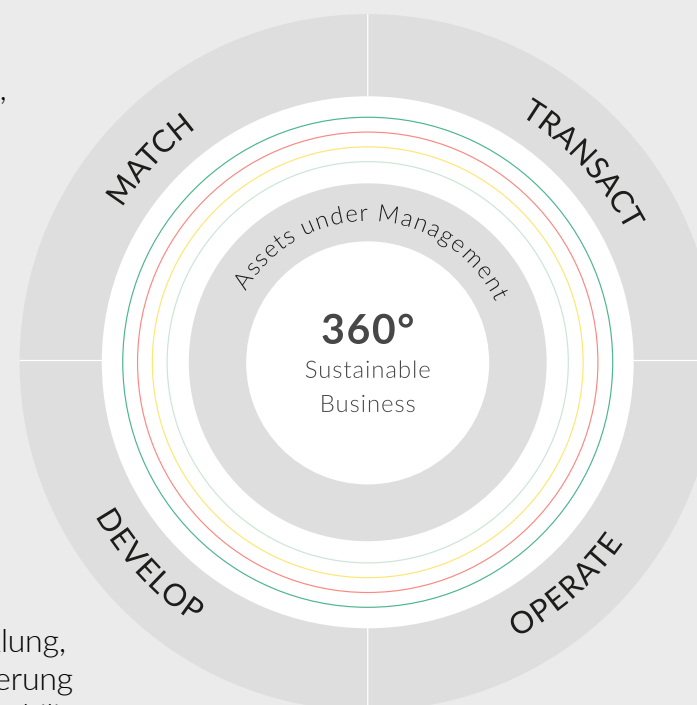 ,
MATCH
TRANSACT
Assets under Management
360°
Sustainable
Business
DEVELOP
OPERATE
lung,
erung